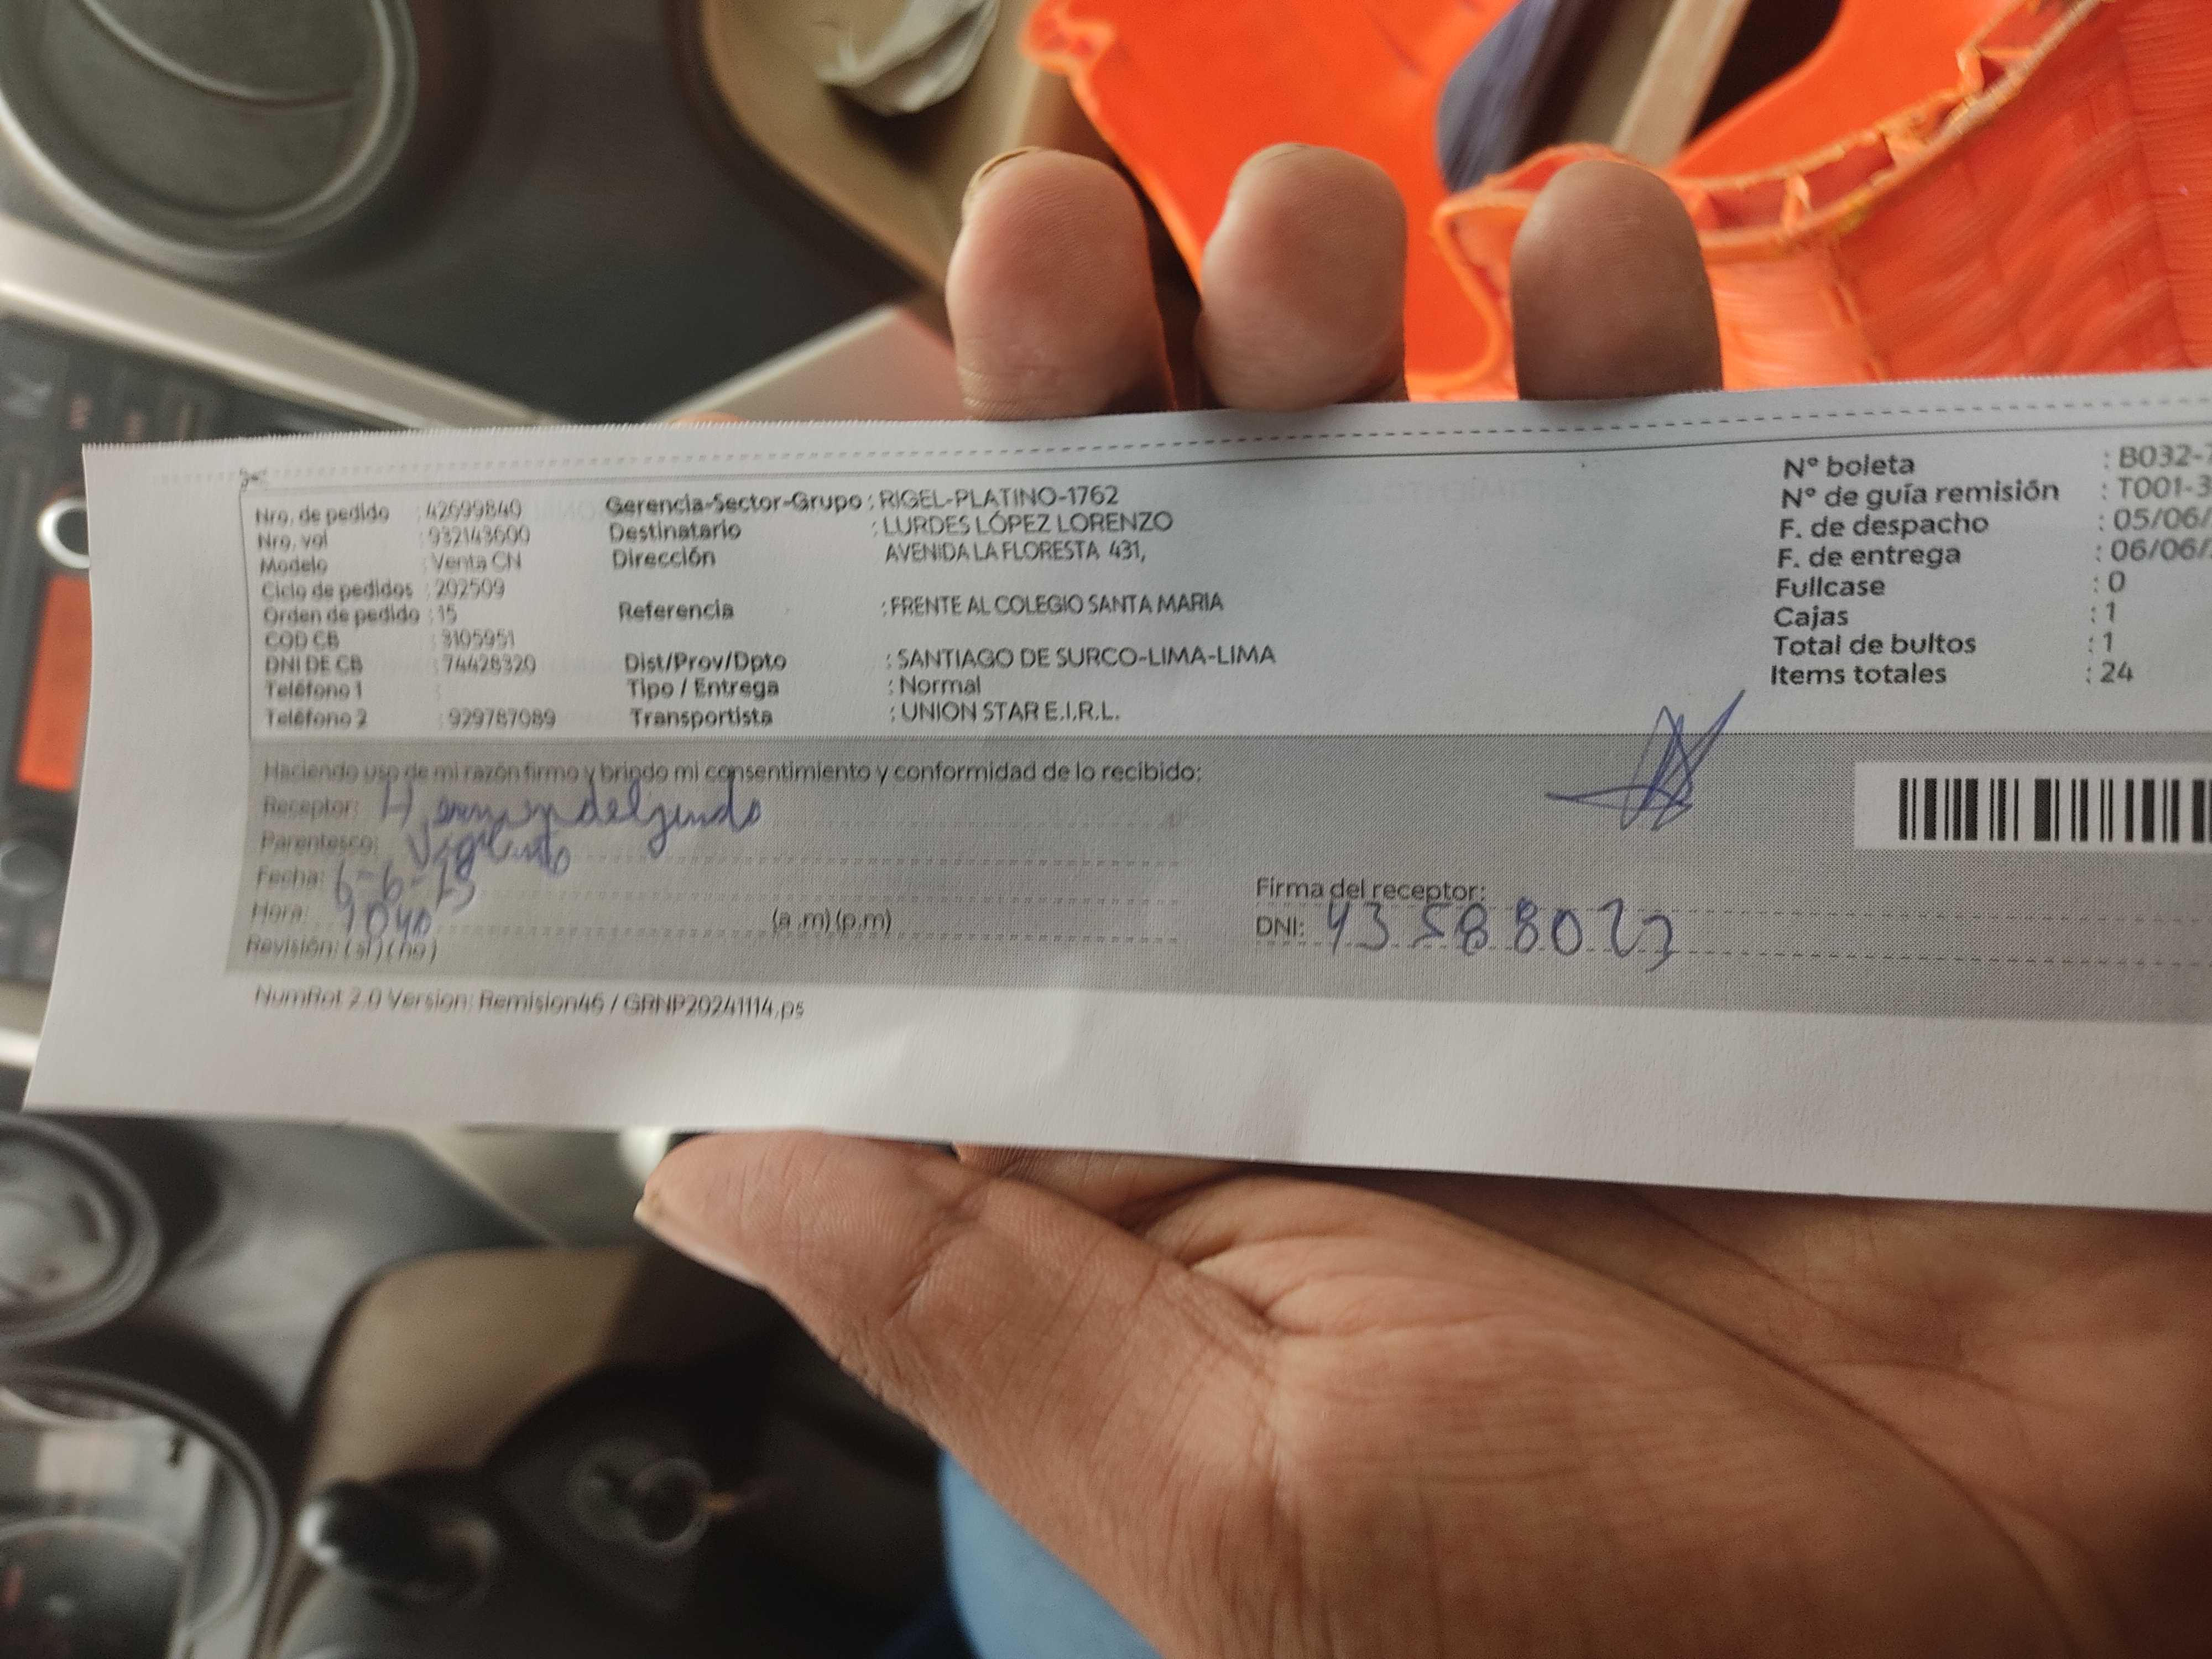 Nro. de pedido : 42699840
Nro. vol : 932143600
Modelo : Venta CN
Ciclo de pedidos : 202509
Orden de pedido : 15
COD CB : 3105951
DNI DE CB : 74428320
Teléfono 1 :
Teléfono 2 : 929787089
Gerencia-Sector-Grupo : RIGEL-PLATINO-1762
Destinatario : LURDES LÓPEZ LORENZO
Dirección AVENIDA LA FLORESTA 431,
Referencia : FRENTE AL COLEGIO SANTA MARIA
Dist/Prov/Dpto : SANTIAGO DE SURCO-LIMA-LIMA
Tipo / Entrega : Normal
Transportista : UNION STAR E.I.R.L.
N° boleta : B032-
N° de guía remisión : T001-3
F. de despacho : 05/06/
F. de entrega : 06/06/
Fullcase : 0
Cajas : 1
Total de bultos : 1
Items totales : 24
Haciendo uso de mi razón firmo y brindo mi consentimiento y conformidad de lo recibido:
Receptor:
Parentesco:
Fecha: 6-6-25
Hora: 1040 (a .m) (p.m)
Revisión: ( si ) ( no )
Firma del receptor:
DNI: 43588027
NumRot 2.0 Version: Remision46 / GRNP20241114.ps